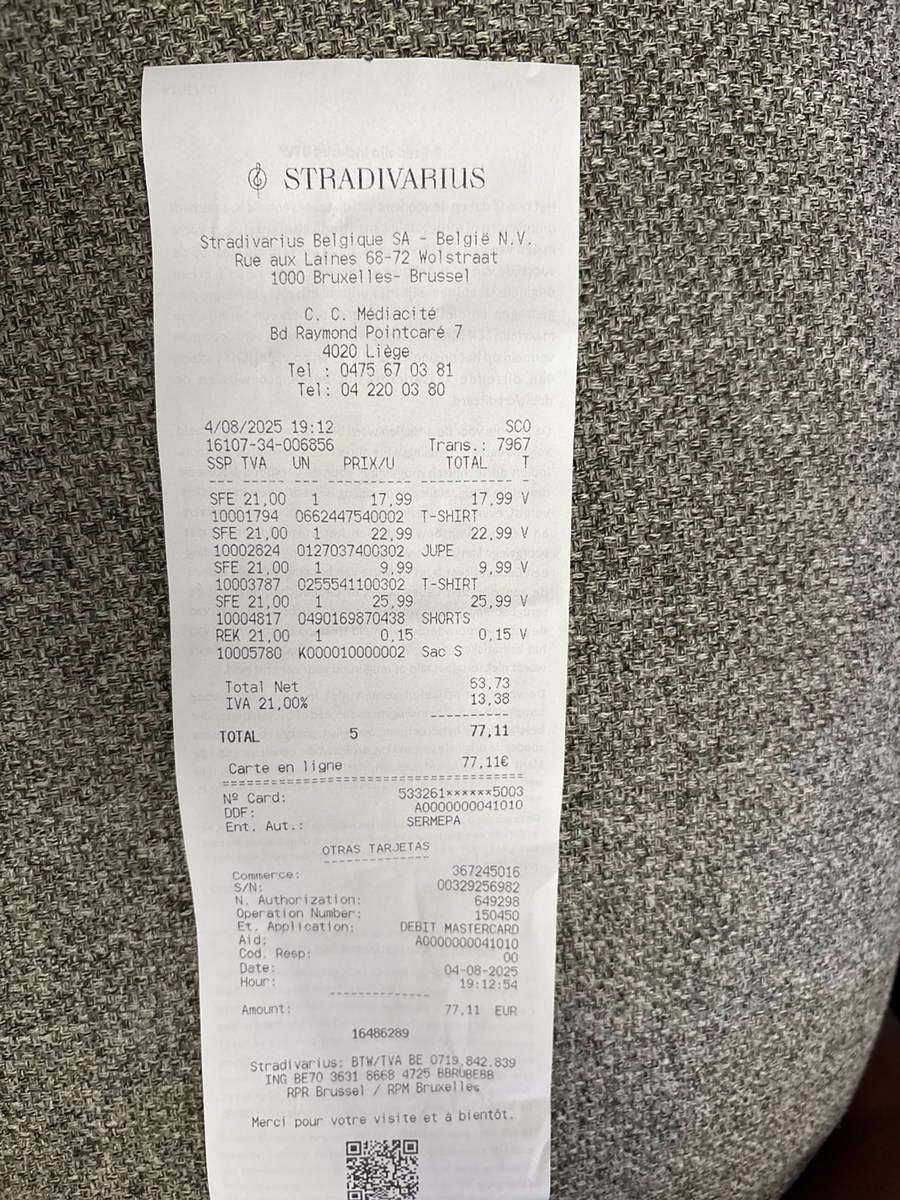 STRADIVARIUS
Stradivarius Belgique SA - België N.V.
Rue aux Laines 68-72 Wolstraat
1000 Bruxelles- Brussel
C. C. Médiacité
Bd Raymond Pointcaré 7
4020 Liège
Tel : 0475 67 03 81
Tel: 04 220 03 80
4/08/2025 19:12 SCO
16107-34-006856 Trans.: 7967
SSP TVA UN PRIX/U TOTAL T
--- ----- ---- ---------- ---------- -
SFE 21,00 1 17,99 17,99 V
10001794 0662447540002 T-SHIRT
SFE 21,00 1 22,99 22,99 V
10002824 0127037400302 JUPE
SFE 21,00 1 9,99 9,99 V
10003787 0255541100302 T-SHIRT
SFE 21,00 1 25,99 25,99 V
10004817 0490169870438 SHORTS
REK 21,00 1 0,15 0,15 V
10005780 K000010000002 Sac S
Total Net 63,73
IVA 21,00% 13,38
----------
TOTAL 5 77,11
Carte en ligne 77,11€
======================================
Nº Card: 533261******5003
DDF: A0000000041010
Ent. Aut.: SERMEPA
OTRAS TARJETAS
--------------
Commerce: 367245016
S/N: 00329256982
N. Authorization: 649298
Operation Number: 150450
Et. Application: DEBIT MASTERCARD
Aid: A0000000041010
Cod. Resp: 00
Date: 04-08-2025
Hour: 19:12:54
--------------
Amount: 77,11 EUR
16486289
Stradivarius: BTW/TVA BE 0719.842.839
ING BE70 3631 8668 4725 BBRUBEBB
RPR Brussel / RPM Bruxelles
Merci pour votre visite et à bientôt.